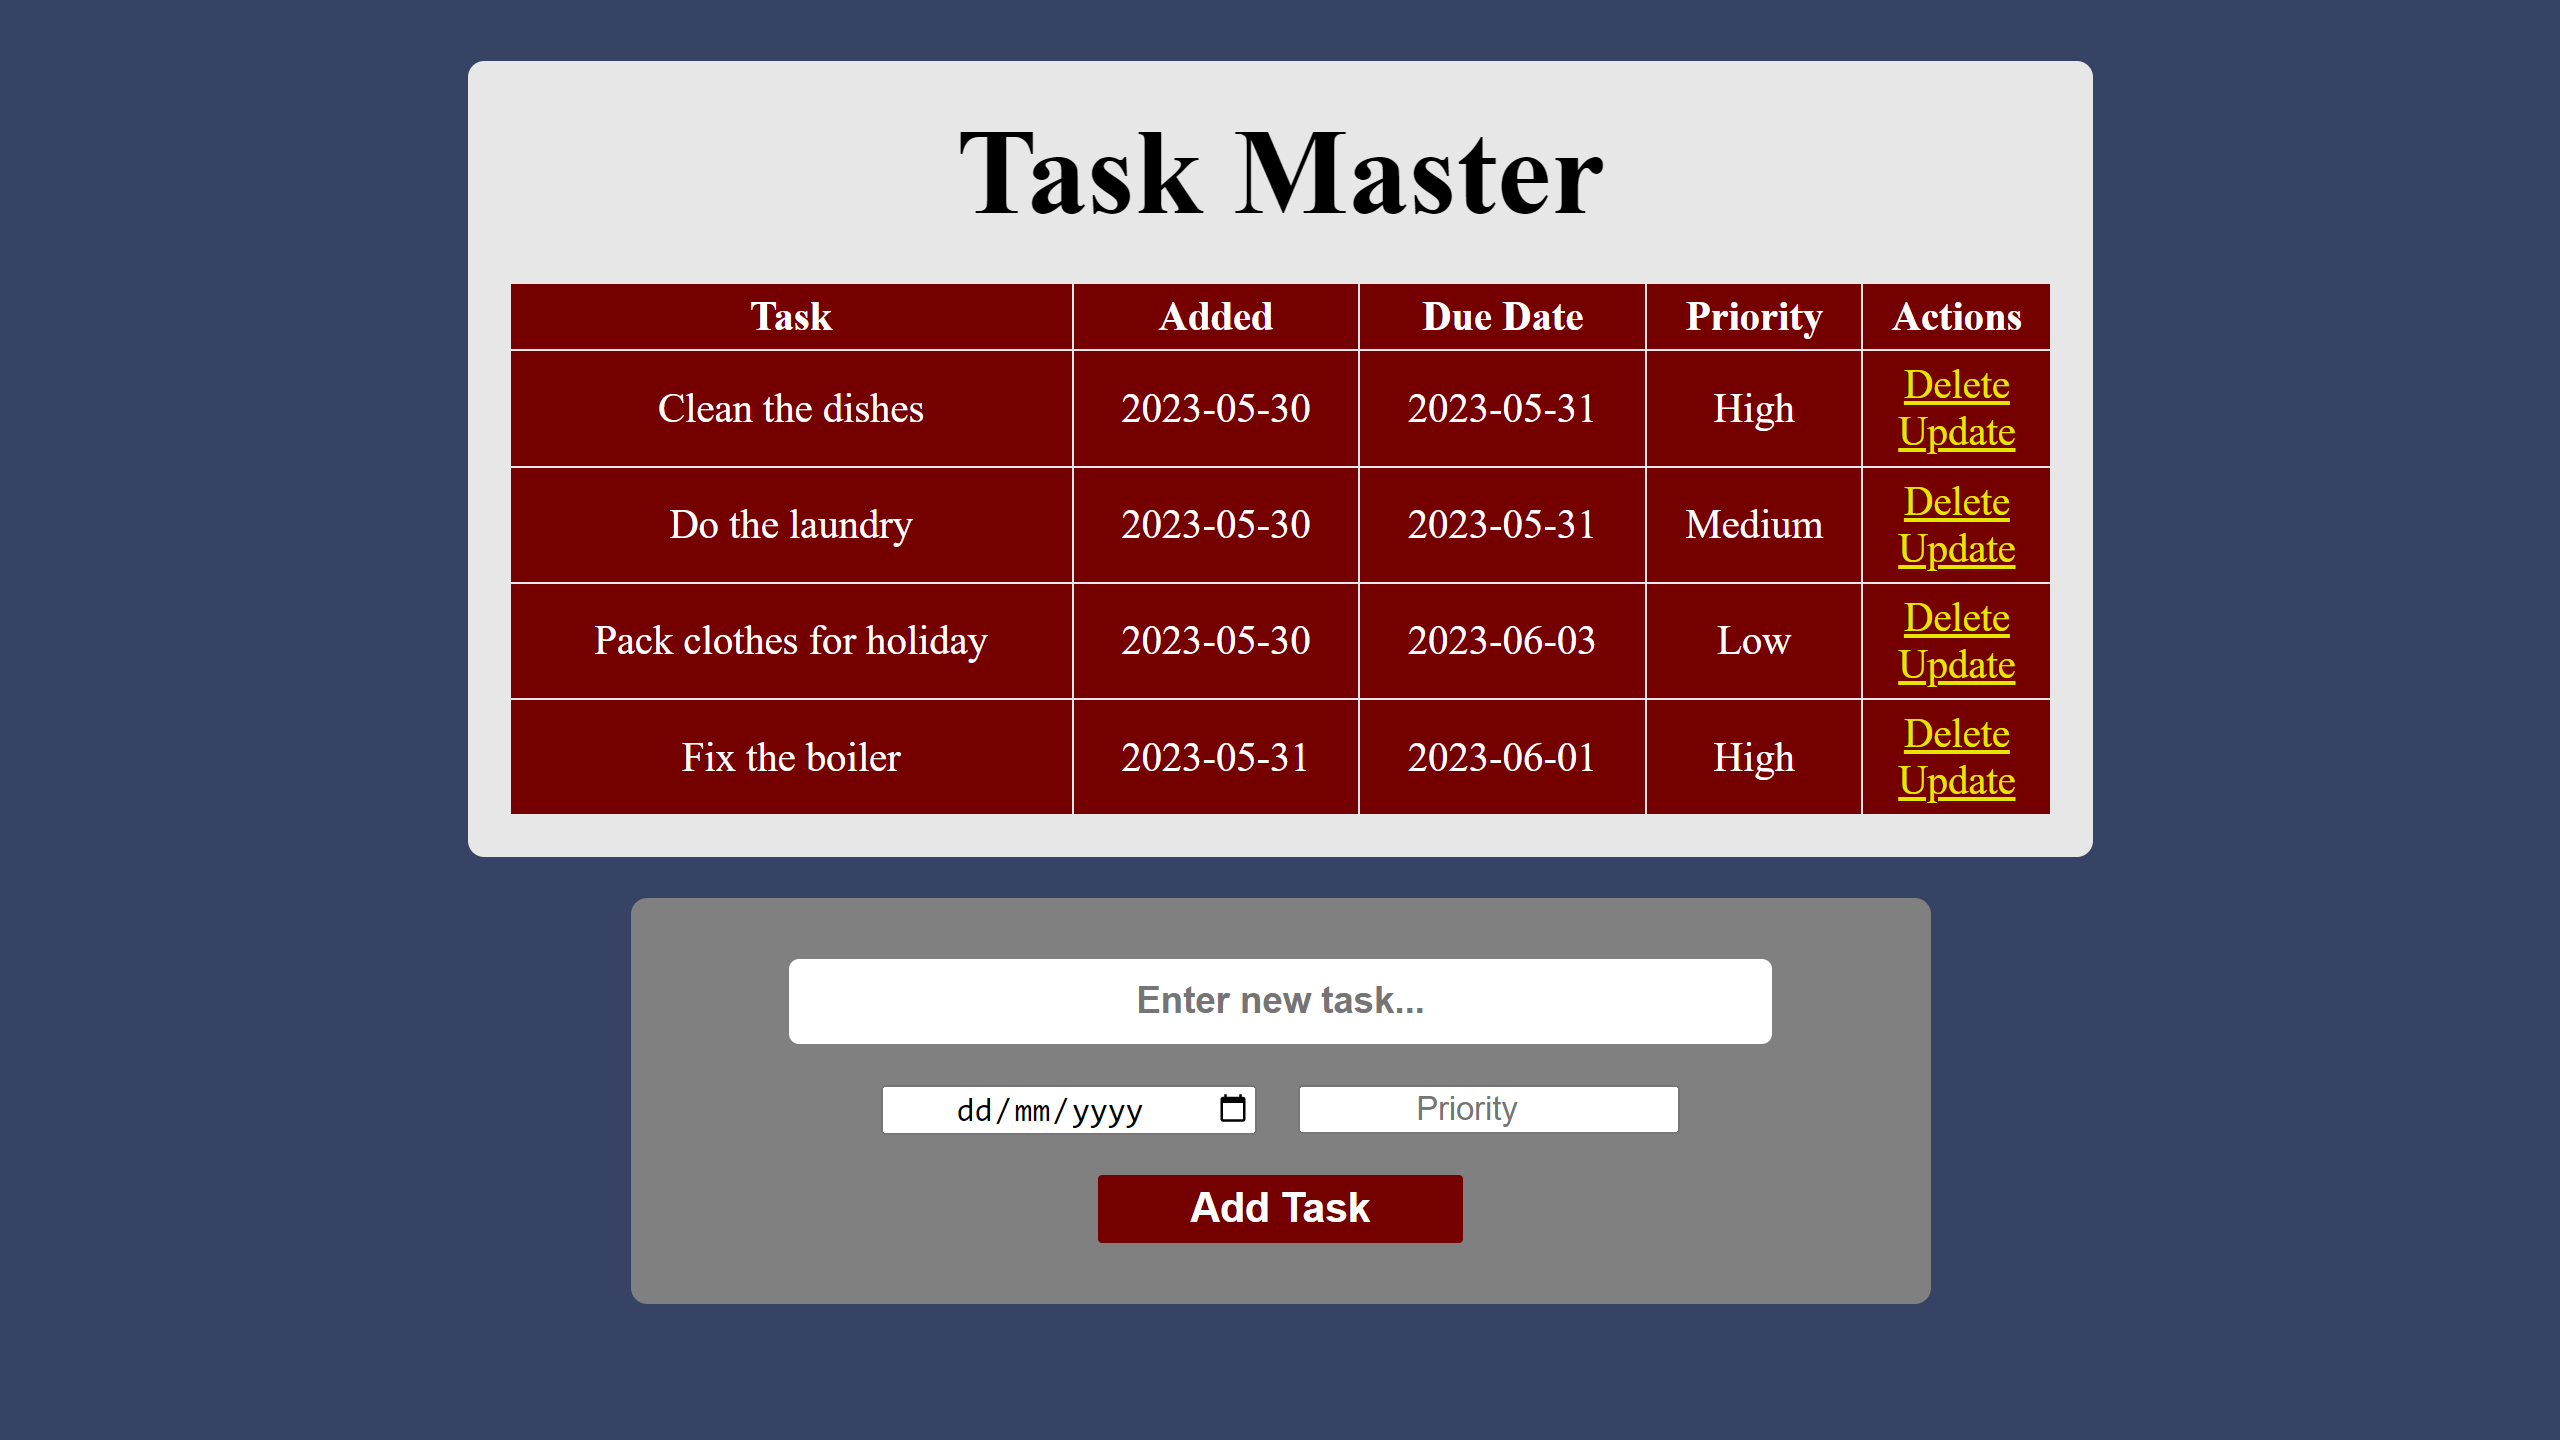 Task Master
Task Added Due Date Priority Actions
Clean the dishes 2023-05-30 2023-05-31 High Delete
Update
Do the laundry 2023-05-30 2023-05-31 Medium Delete
Update
Pack clothes for holiday 2023-05-30 2023-06-03 Low Delete
Update
Fix the boiler 2023-05-31 2023-06-01 High Delete
Update
Enter new task...
dd/mm/yyyy Priority
Add Task